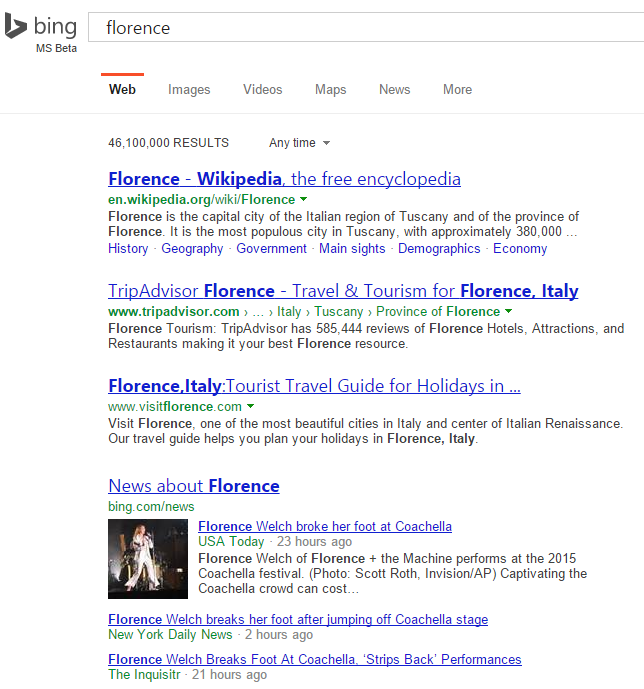 bing
florence
MS Beta
Web Images Videos Maps News More
46,100,000 RESULTS Any time
Florence - Wikipedia, the free encyclopedia
en.wikipedia.org/wiki/Florence
Florence is the capital city of the Italian region of Tuscany and of the province of
Florence. It is the most populous city in Tuscany, with approximately 380,000 ...
History · Geography · Government · Main sights · Demographics · Economy
TripAdvisor Florence - Travel & Tourism for Florence, Italy
www.tripadvisor.com › ... › Italy › Tuscany › Province of Florence
Florence Tourism: TripAdvisor has 585,444 reviews of Florence Hotels, Attractions, and
Restaurants making it your best Florence resource.
Florence,Italy:Tourist Travel Guide for Holidays in ...
www.visitflorence.com
Visit Florence, one of the most beautiful cities in Italy and center of Italian Renaissance.
Our travel guide helps you plan your holidays in Florence, Italy.
News about Florence
bing.com/news
Florence Welch broke her foot at Coachella
USA Today · 23 hours ago
Florence Welch of Florence + the Machine performs at the 2015
Coachella festival. (Photo: Scott Roth, Invision/AP) Captivating the
Coachella crowd can cost...
Florence Welch breaks her foot after jumping off Coachella stage
New York Daily News · 2 hours ago
Florence Welch Breaks Foot At Coachella, ‘Strips Back’ Performances
The Inquisitr · 21 hours ago